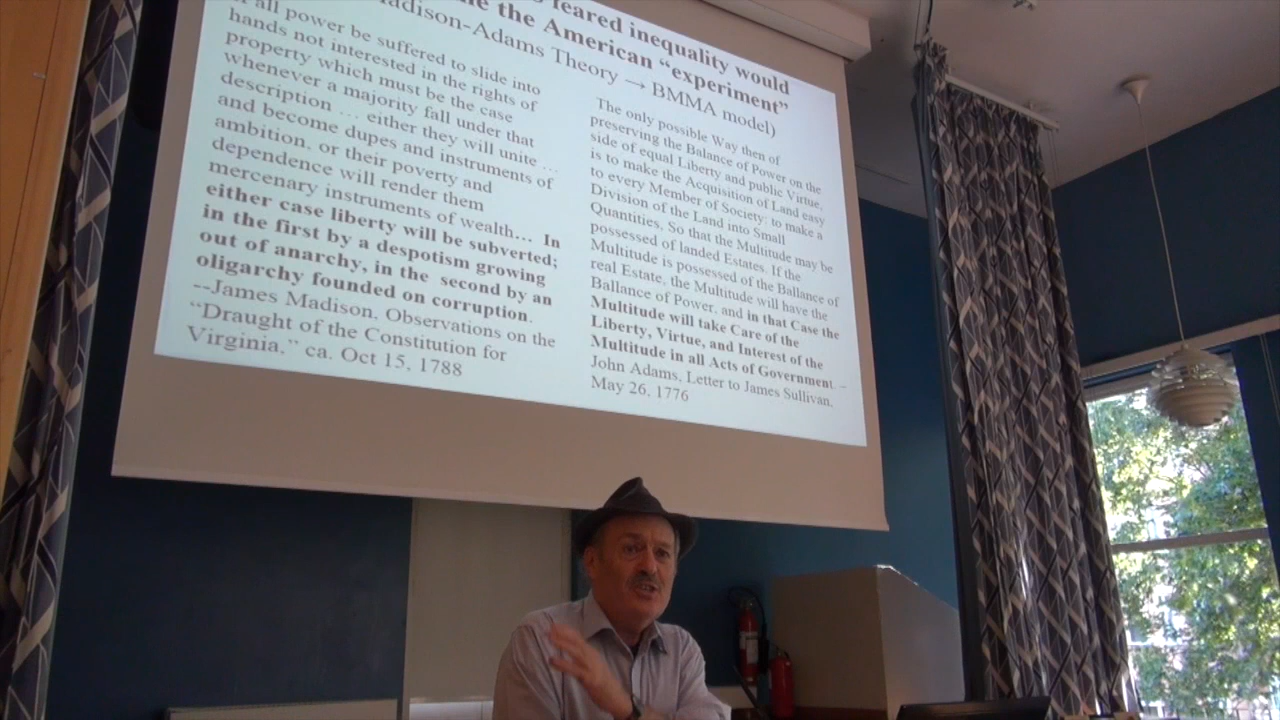 feared inequality would
the American “experiment”
adison-Adams Theory → BMMA model)
all power be suffered to slide into
hands not interested in the rights of
property which must be the case
whenever a majority fall under that
description … either they will unite …
and become dupes and instruments of
ambition, or their poverty and
dependence will render them
mercenary instruments of wealth… In
either case liberty will be subverted;
in the first by a despotism growing
out of anarchy, in the second by an
oligarchy founded on corruption.
--James Madison, Observations on the
“Draught of the Constitution for
Virginia,” ca. Oct 15, 1788
The only possible Way then of
preserving the Balance of Power on the
side of equal Liberty and public Virtue,
is to make the Acquisition of Land easy
to every Member of Society: to make a
Division of the Land into Small
Quantities, So that the Multitude may be
possessed of landed Estates. If the
Multitude is possessed of the Ballance of
real Estate, the Multitude will have the
Ballance of Power, and in that Case the
Multitude will take Care of the
Liberty, Virtue, and Interest of the
Multitude in all Acts of Government. –
John Adams, Letter to James Sullivan,
May 26, 1776